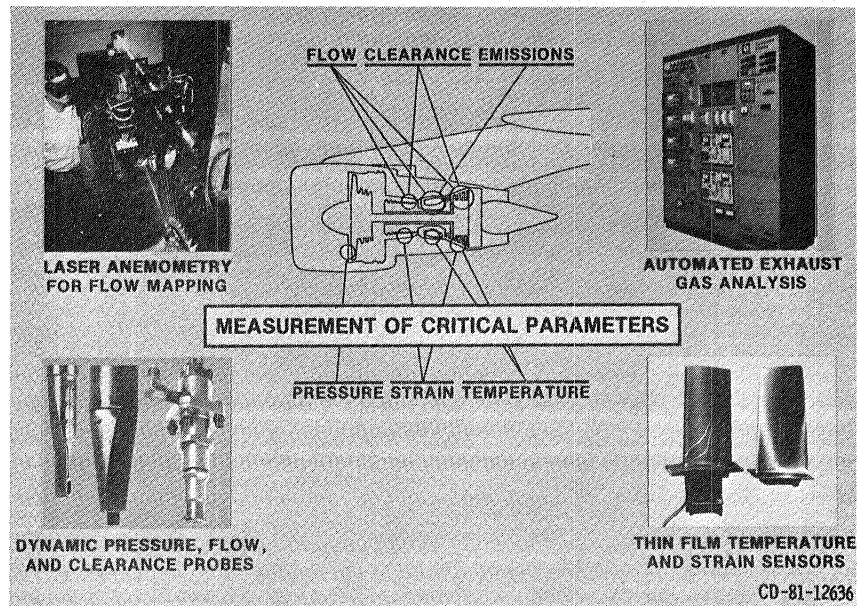 FLOW CLEARANCE EMISSIONS
LASER ANEMOMETRY
FOR FLOW MAPPING
AUTOMATED EXHAUST
GAS ANALYSIS
MEASUREMENT OF CRITICAL PARAMETERS
PRESSURE STRAIN TEMPERATURE
DYNAMIC PRESSURE, FLOW,
AND CLEARANCE PROBES
THIN FILM TEMPERATURE
AND STRAIN SENSORS
CD-81-12636